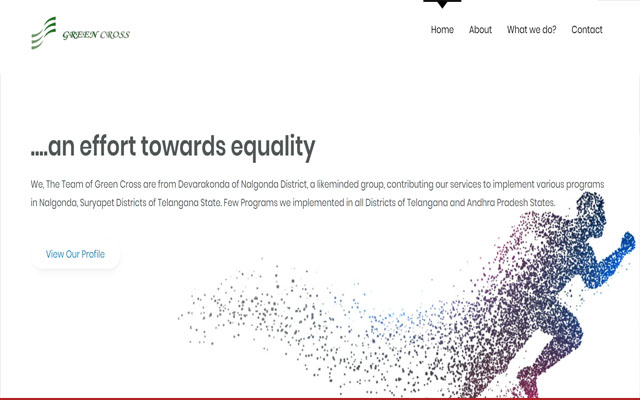 GREEN CROSS
Home
About
What we do?
Contact
....an effort towards equality
We, The Team of Green Cross are from Devarakonda of Nalgonda District, a likeminded group, contributing our services to implement various programs
in Nalgonda, Suryapet Districts of Telangana State. Few Programs we implemented in all Districts of Telangana and Andhra Pradesh States.
View Our Profile